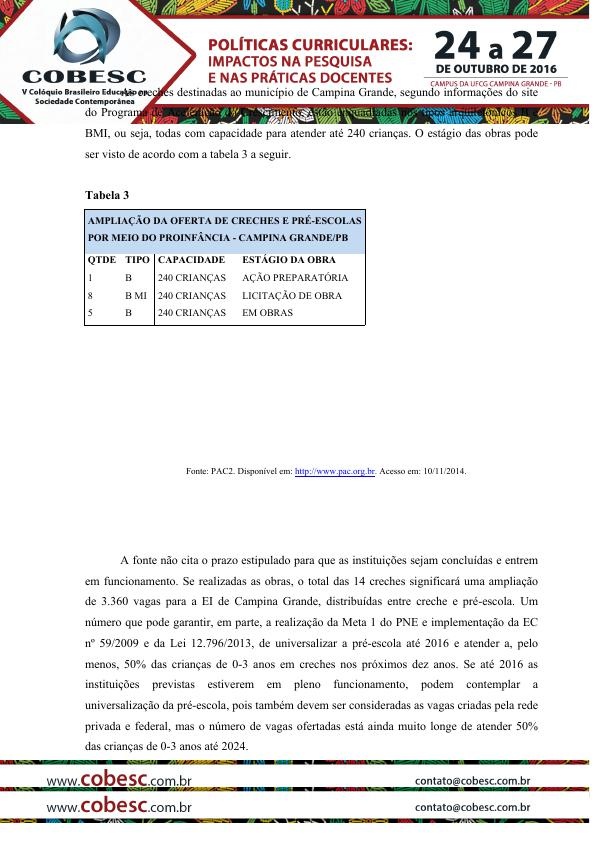 COBESC
V Colóquio Brasileiro Educação na
Sociedade Contemporânea
POLÍTICAS CURRICULARES:
IMPACTOS NA PESQUISA
E NAS PRÁTICAS DOCENTES
24 a 27
DE OUTUBRO DE 2016
CAMPUS DA UFCG CAMPINA GRANDE - PB
As creches destinadas ao município de Campina Grande, segundo informações do site
do Programa de Aceleração do Crescimento, estão enquadradas nos
BMI, ou seja, todas com capacidade para atender até 240 crianças. O estágio das obras pode
ser visto de acordo com a tabela 3 a seguir.
Tabela 3
AMPLIAÇÃO DA OFERTA DE CRECHES E PRÉ-ESCOLAS
POR MEIO DO PROINFÂNCIA - CAMPINA GRANDE/PB
QTDE TIPO CAPACIDADE ESTÁGIO DA OBRA
1 B 240 CRIANÇAS AÇÃO PREPARATÓRIA
8 B MI 240 CRIANÇAS LICITAÇÃO DE OBRA
5 B 240 CRIANÇAS EM OBRAS
Fonte: PAC2. Disponível em: http://www.pac.org.br. Acesso em: 10/11/2014.
A fonte não cita o prazo estipulado para que as instituições sejam concluídas e entrem
em funcionamento. Se realizadas as obras, o total das 14 creches significará uma ampliação
de 3.360 vagas para a EI de Campina Grande, distribuídas entre creche e pré-escola. Um
número que pode garantir, em parte, a realização da Meta 1 do PNE e implementação da EC
nº 59/2009 e da Lei 12.796/2013, de universalizar a pré-escola até 2016 e atender a, pelo
menos, 50% das crianças de 0-3 anos em creches nos próximos dez anos. Se até 2016 as
instituições previstas estiverem em pleno funcionamento, podem contemplar a
universalização da pré-escola, pois também devem ser consideradas as vagas criadas pela rede
privada e federal, mas o número de vagas ofertadas está ainda muito longe de atender 50%
das crianças de 0-3 anos até 2024.
www.cobesc.com.br contato@cobesc.com.br
www.cobesc.com.br contato@cobesc.com.br